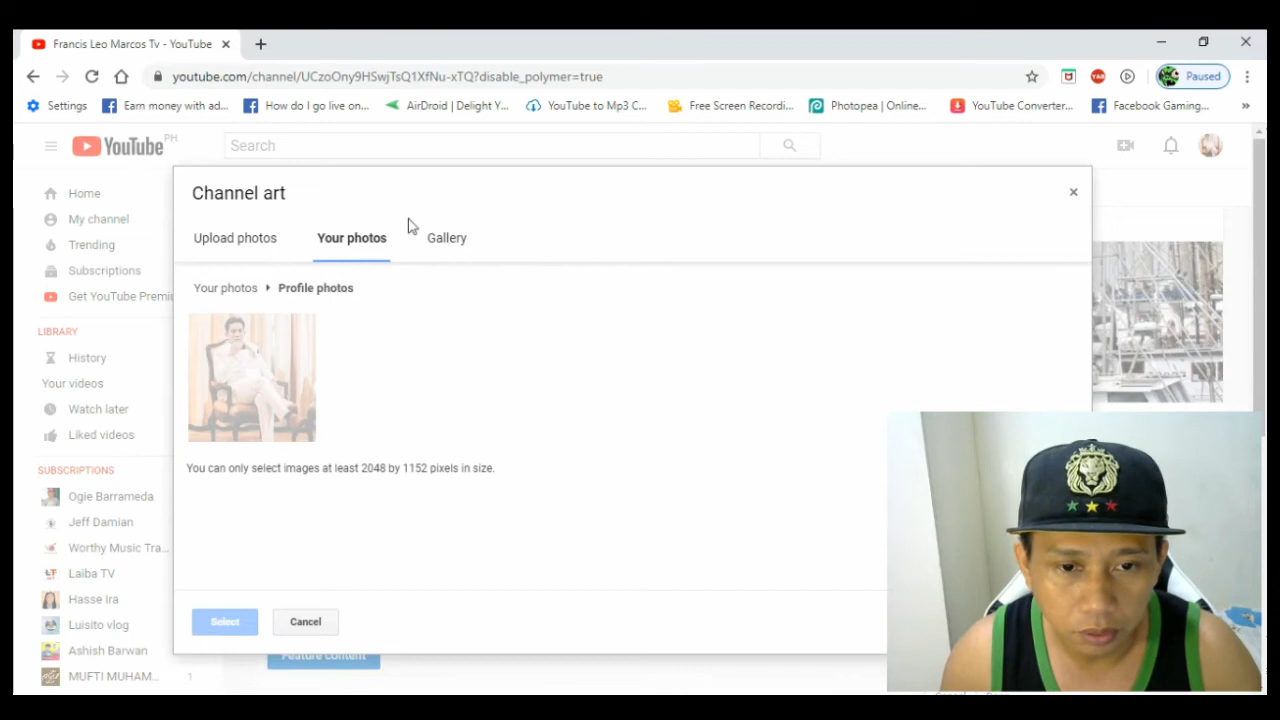 Francis Leo Marcos Tv - YouTube
youtube.com/channel/UCzoOny9HSwjTsQ1XfNu-xTQ?disable_polymer=true
Paused
Settings
Earn money with ad...
How do I go live on...
AirDroid | Delight Y...
YouTube to Mp3 C...
Free Screen Recordi...
Photopea | Online...
YouTube Converter...
Facebook Gaming...
YouTube PH
Search
Channel art
Home
My channel
Trending
Subscriptions
Get YouTube Premi
LIBRARY
History
Your videos
Watch later
Liked videos
SUBSCRIPTIONS
Ogie Barrameda
Jeff Damian
Worthy Music Tra...
Laiba TV
Hasse Ira
Luisito vlog
Ashish Barwan
MUFTI MUHAM... 1
Upload photos
Your photos
Gallery
Your photos
Profile photos
You can only select images at least 2048 by 1152 pixels in size.
Select
Cancel
Feature content